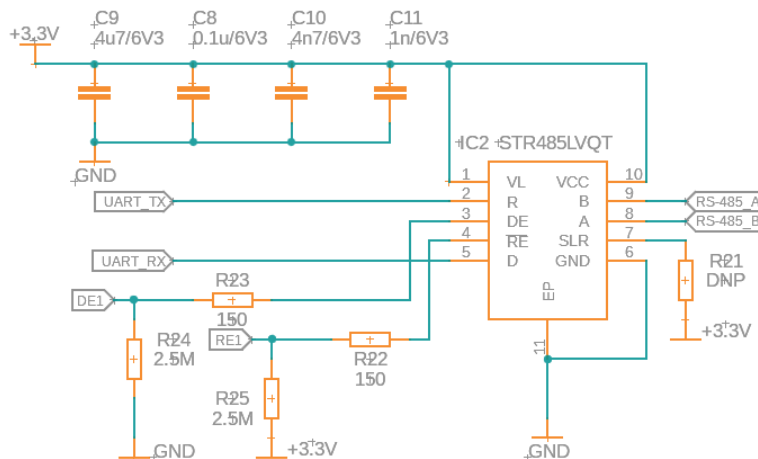 C9
4u7/6V3
C8
0.1u/6V3
C10
4n7/6V3
C11
1n/6V3
+3.3V
GND
IC2
STR485LVQT
1
2
3
4
5
VL
R
DE
RE
D
VCC
B
A
SLR
GND
EP
10
9
8
7
6
11
UART_TX
UART_RX
RS-485_A
RS-485_B
R21
DNP
+3.3V
DE1
R23
150
R24
2.5M
GND
RE1
R22
150
R25
2.5M
+3.3V
GND